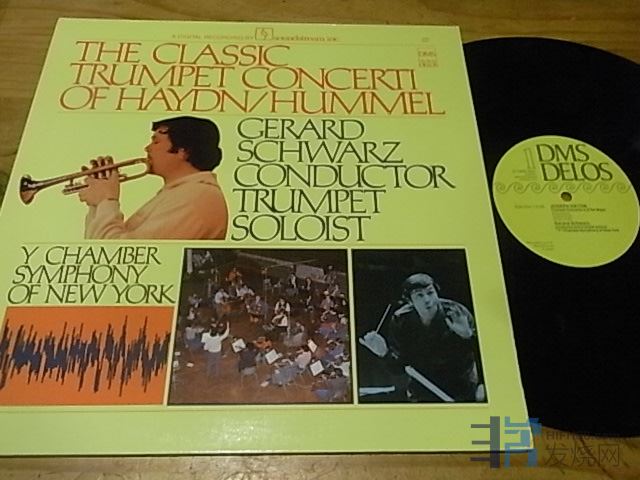 A DIGITAL RECORDING BY soundstream, inc.
THE CLASSIC
TRUMPET CONCERTI
OF HAYDN/HUMMEL
DMS
DELOS
GERARD
SCHWARZ
CONDUCTOR
TRUMPET
SOLOIST
Y CHAMBER
SYMPHONY
OF NEW YORK
DMS
DELOS
发烧网